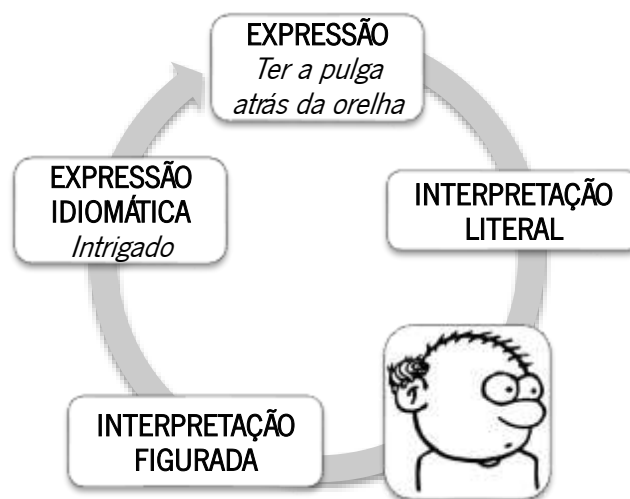 EXPRESSÃO
Ter a pulga
atrás da orelha
INTERPRETAÇÃO
LITERAL
INTERPRETAÇÃO
FIGURADA
EXPRESSÃO
IDIOMÁTICA
Intrigado